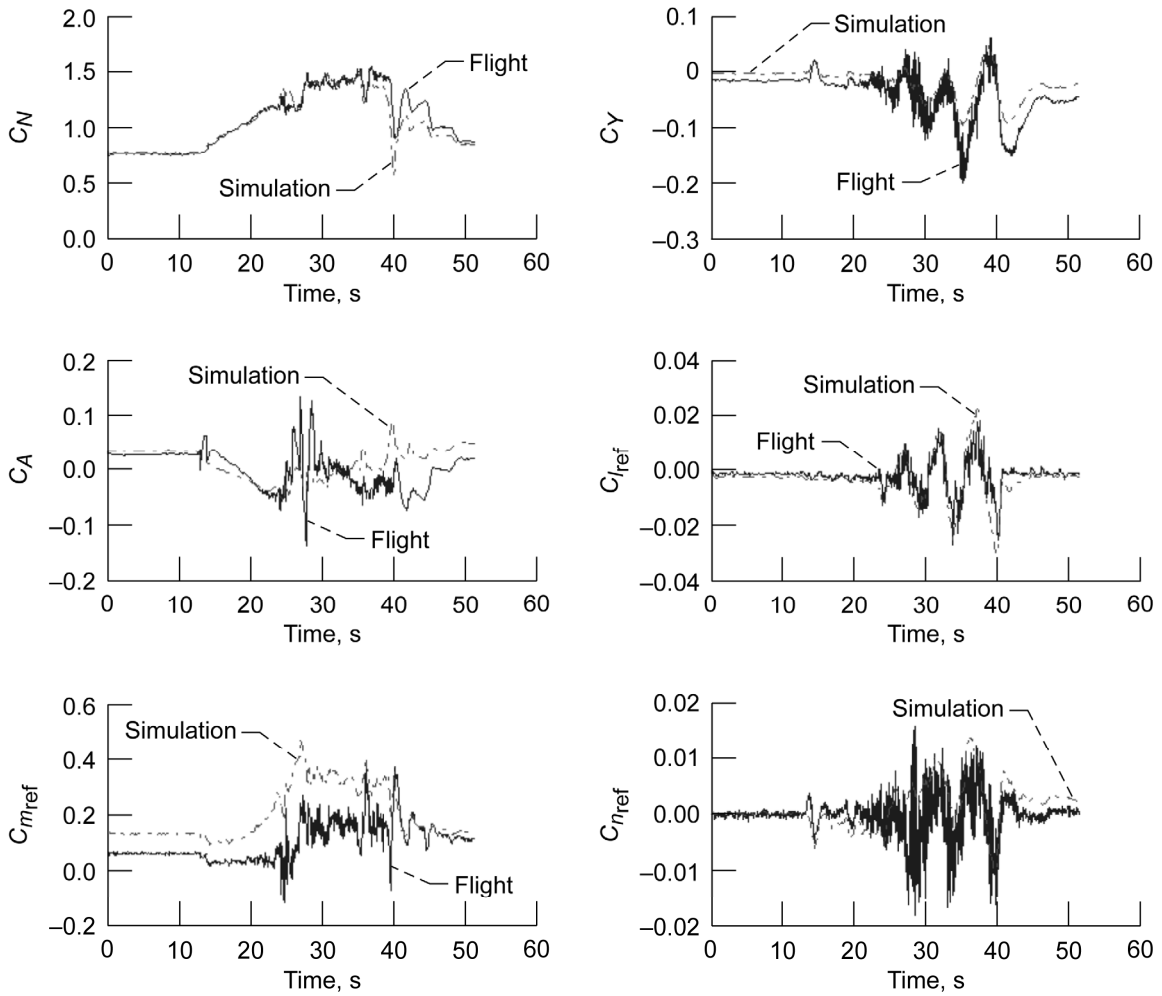 2.0
1.5
1.0
0.5
0.0
C_N
Flight
Simulation
0 10 20 30 40 50 60
Time, s
0.1
0
–0.1
–0.2
–0.3
C_Y
Simulation
Flight
0 10 20 30 40 50 60
Time, s
0.2
0.1
0.0
–0.1
–0.2
C_A
Simulation
Flight
0 10 20 30 40 50 60
Time, s
0.04
0.02
0.00
–0.02
–0.04
C_l_ref
Simulation
Flight
0 10 20 30 40 50 60
Time, s
0.6
0.4
0.2
0.0
–0.2
C_m_ref
Simulation
Flight
0 10 20 30 40 50 60
Time, s
0.02
0.01
0.00
–0.01
–0.02
C_n_ref
Simulation
0 10 20 30 40 50 60
Time, s